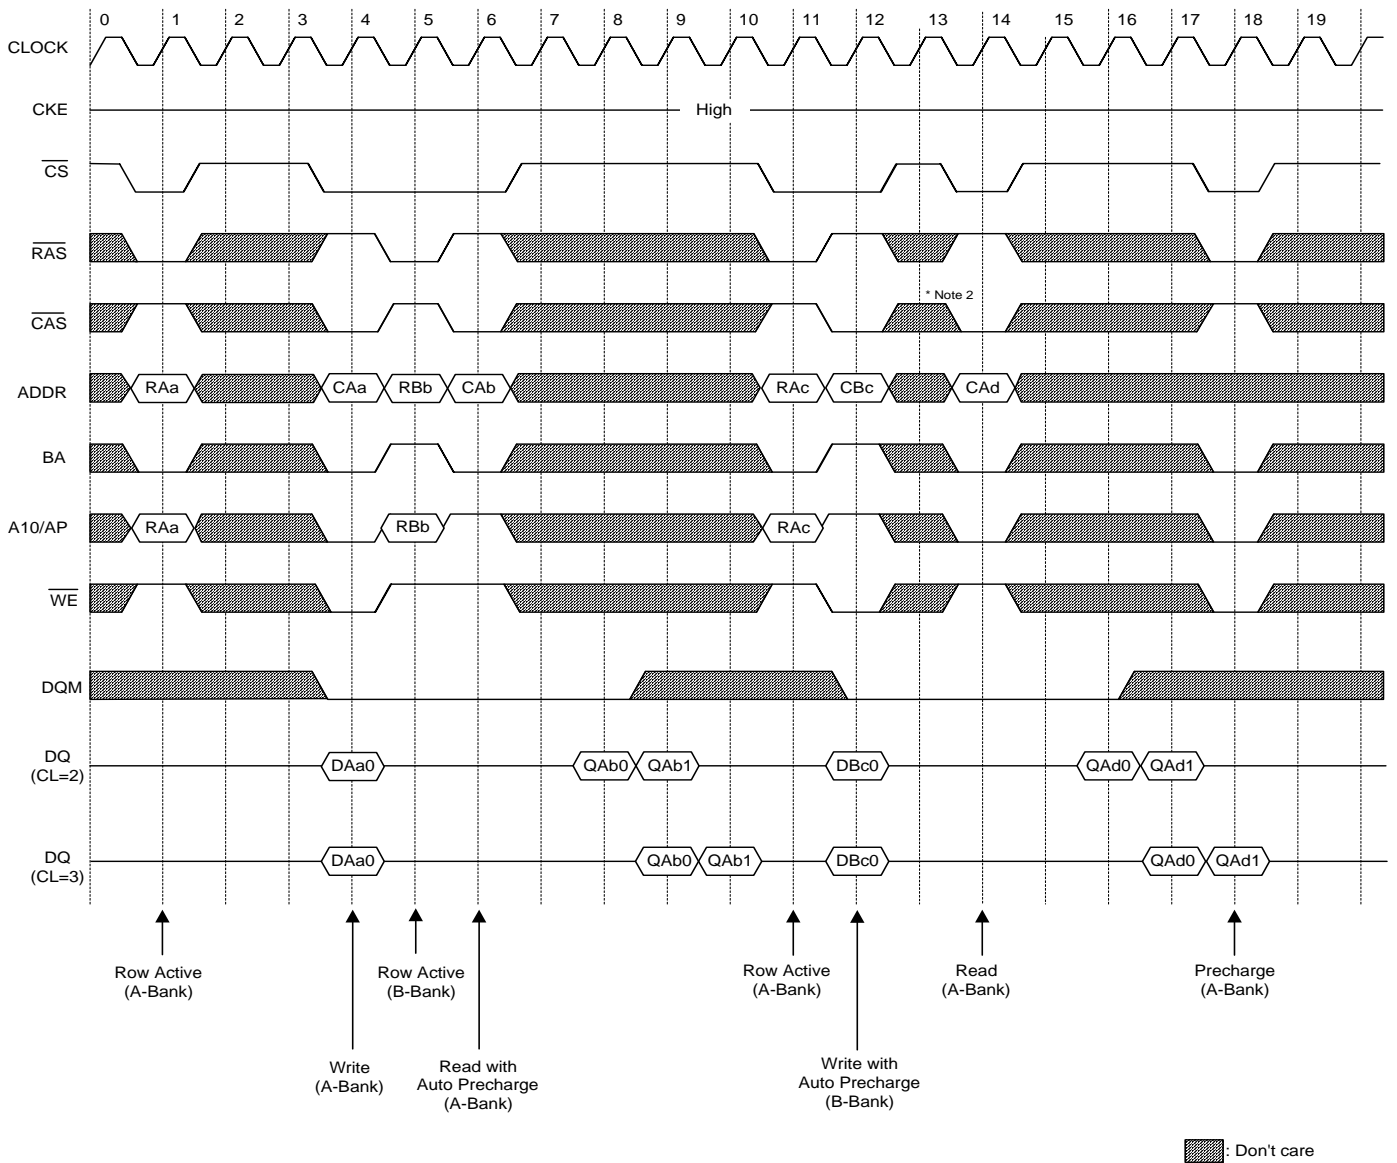 0 1 2 3 4 5 6 7 8 9 10 11 12 13 14 15 16 17 18 19
CLOCK
CKE High
CS
RAS
CAS * Note 2
ADDR RAa CAa RBb CAb RAc CBc CAd
BA
A10/AP RAa RBb RAc
WE
DQM
DQ
(CL=2) DAa0 QAb0 QAb1 DBc0 QAd0 QAd1
DQ
(CL=3) DAa0 QAb0 QAb1 DBc0 QAd0 QAd1
Row Active
(A-Bank)
Row Active
(B-Bank)
Row Active
(A-Bank)
Read
(A-Bank)
Precharge
(A-Bank)
Write
(A-Bank)
Read with
Auto Precharge
(A-Bank)
Write with
Auto Precharge
(B-Bank)
: Don't care